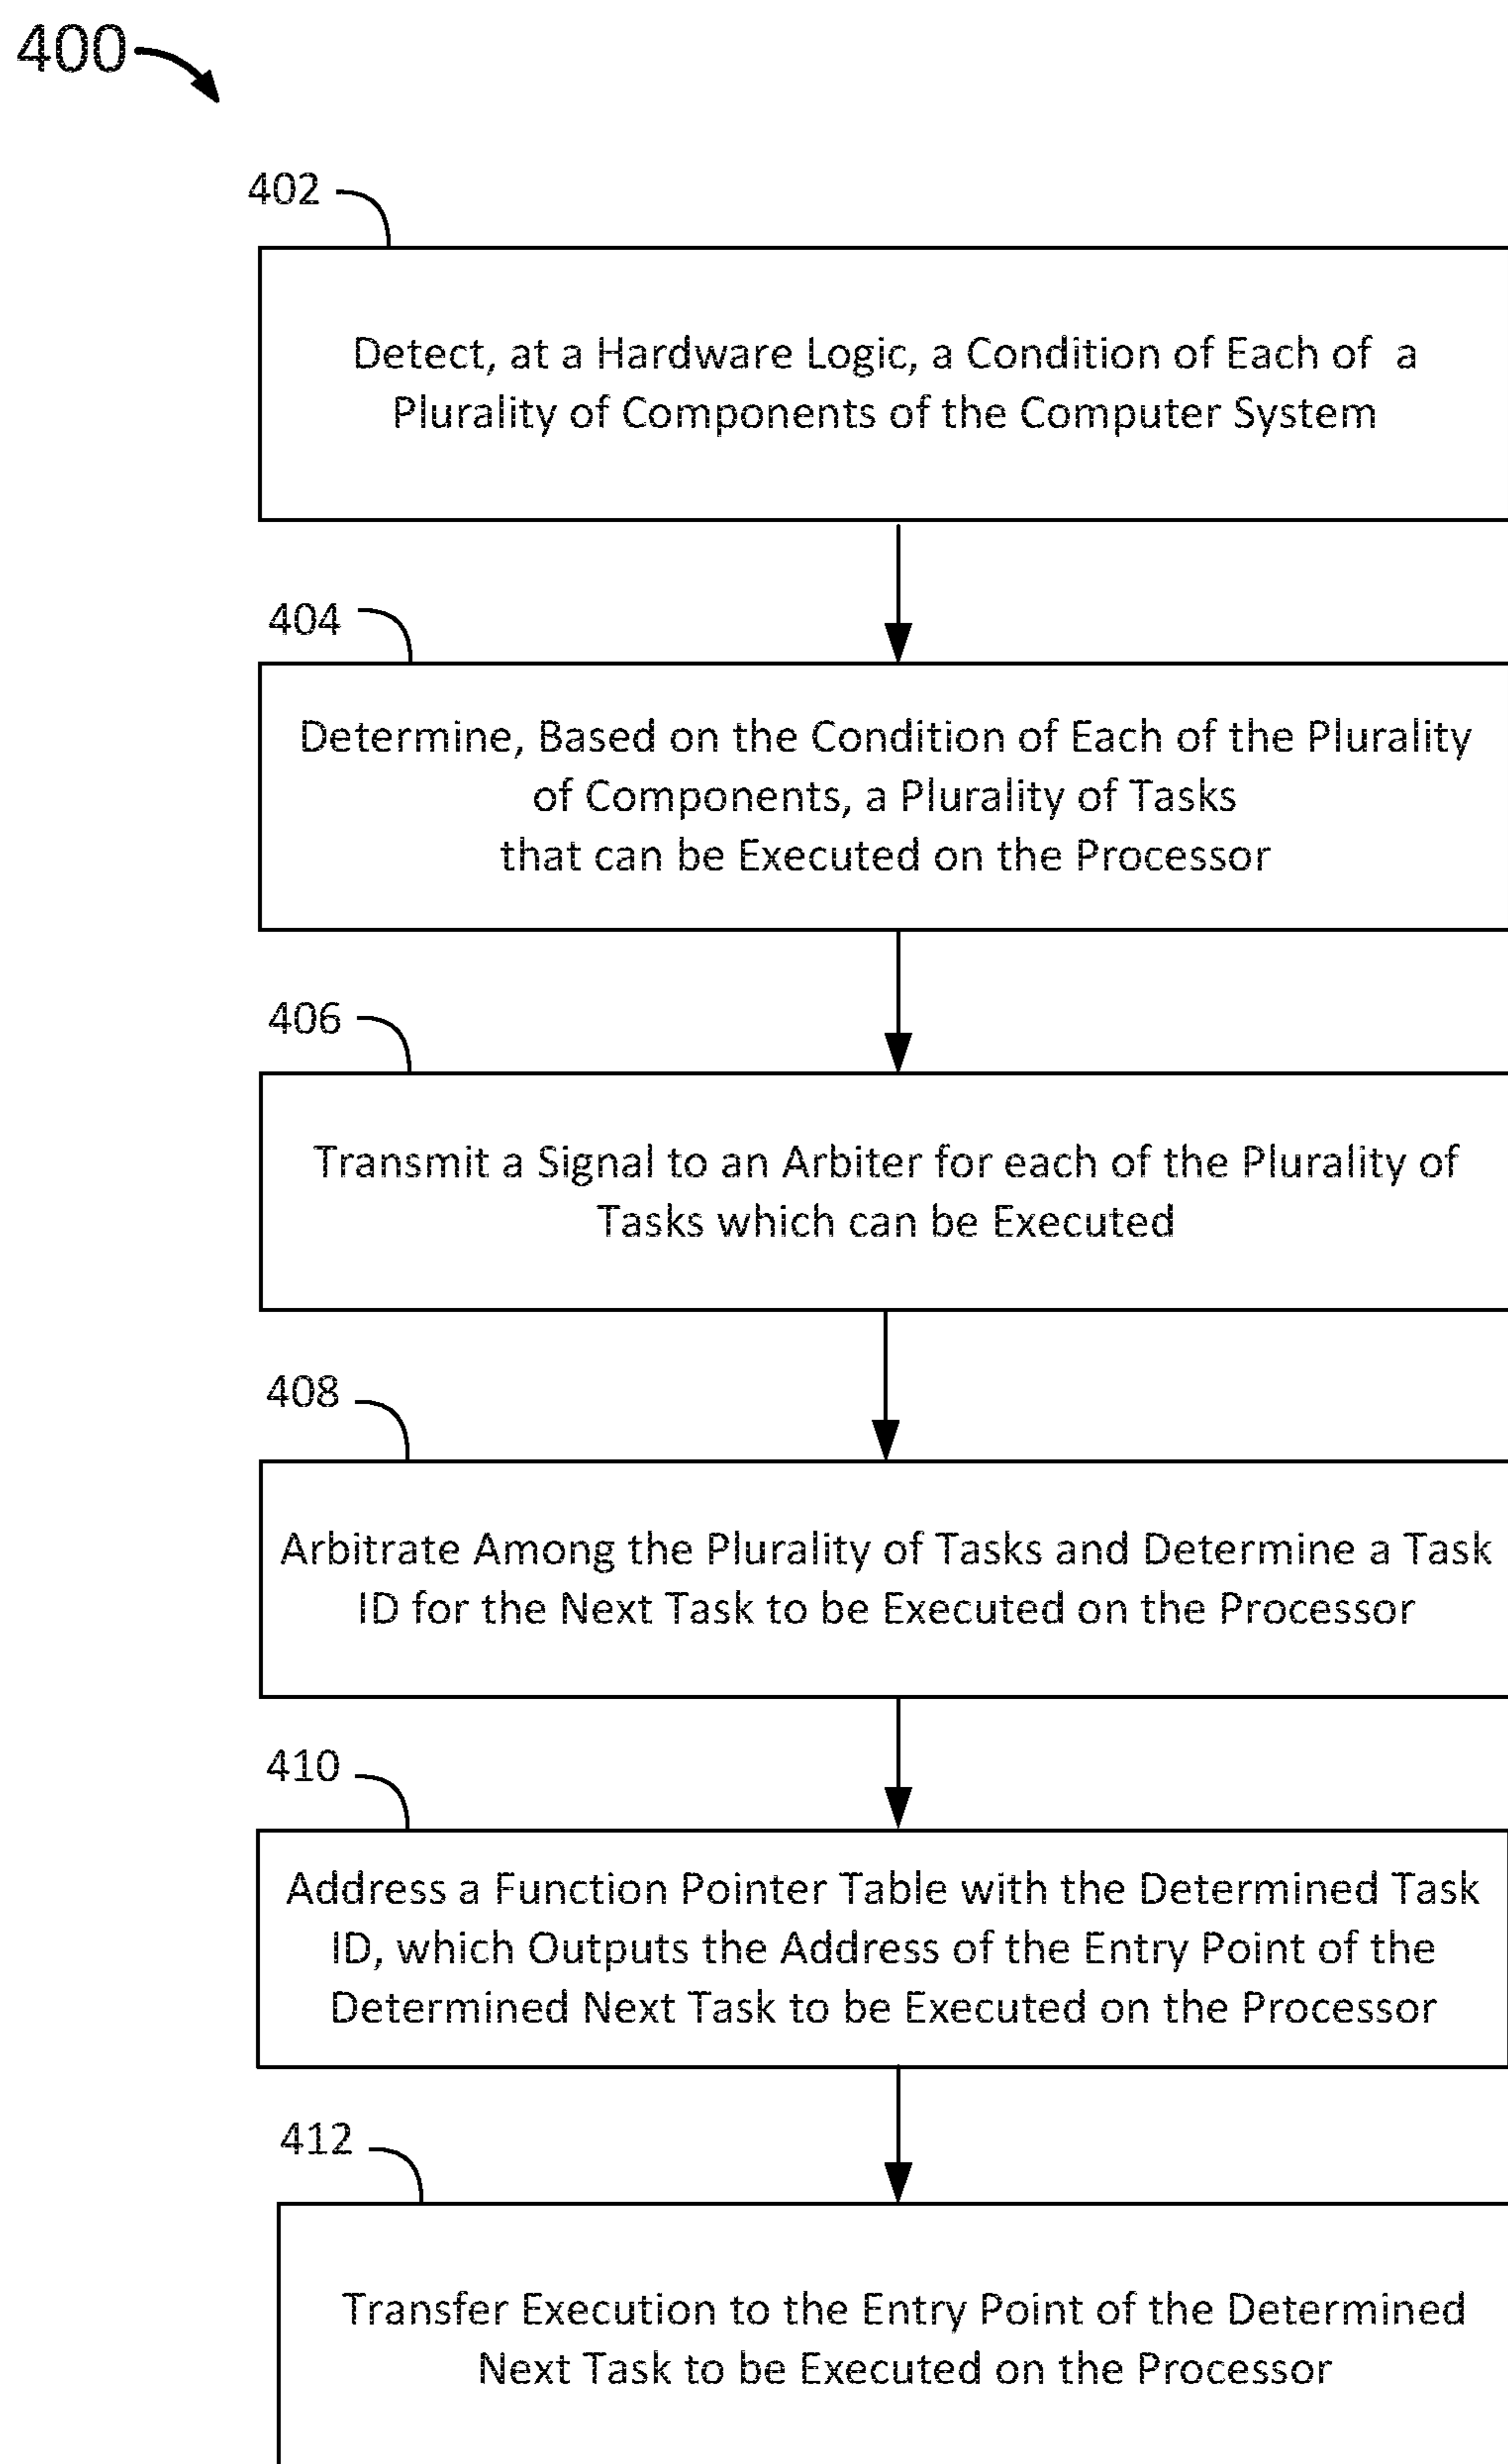 400
402
Detect, at a Hardware Logic, a Condition of Each of a
Plurality of Components of the Computer System
404
Determine, Based on the Condition of Each of the Plurality
of Components, a Plurality of Tasks
that can be Executed on the Processor
406
Transmit a Signal to an Arbiter for each of the Plurality of
Tasks which can be Executed
408
Arbitrate Among the Plurality of Tasks and Determine a Task
ID for the Next Task to be Executed on the Processor
410
Address a Function Pointer Table with the Determined Task
ID, which Outputs the Address of the Entry Point of the
Determined Next Task to be Executed on the Processor
412
Transfer Execution to the Entry Point of the Determined
Next Task to be Executed on the Processor